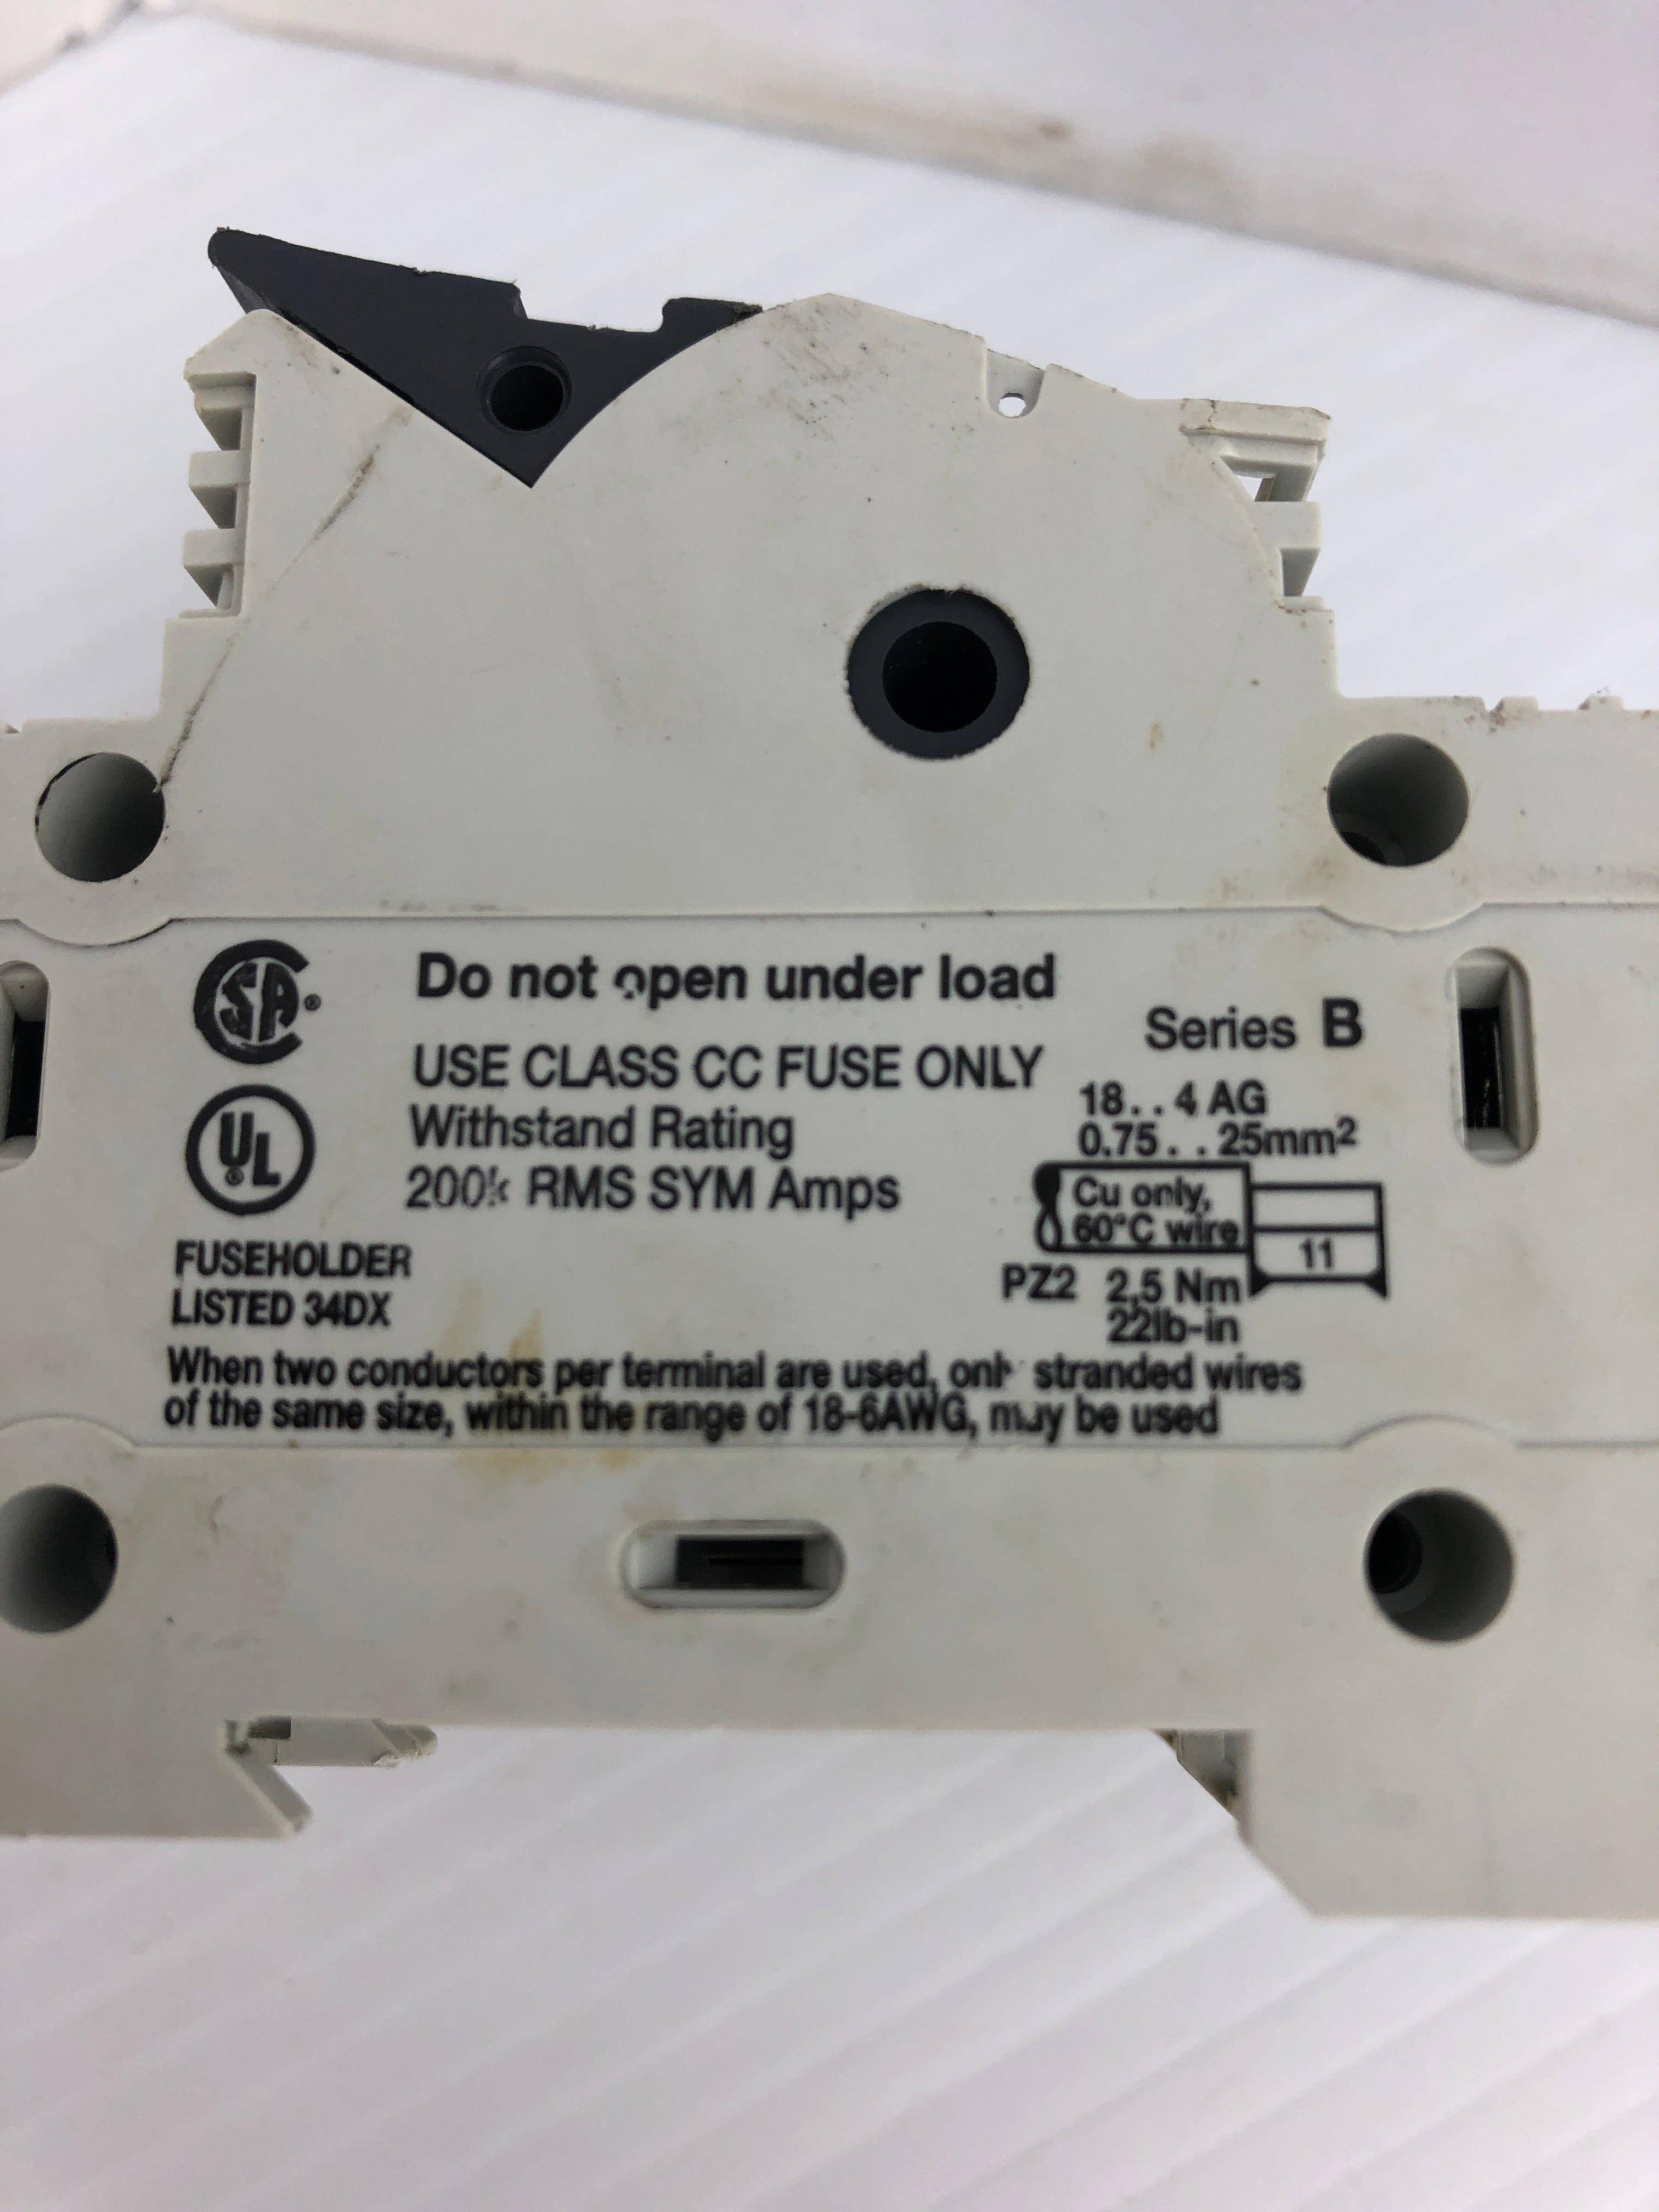 SA®
Do not open under load
Series B
USE CLASS CC FUSE ONLY
18..4 AG
0.75..25mm²
UL®
Withstand Rating
200k RMS SYM Amps
Cu only,
60°C wire
11
FUSEHOLDER
LISTED 34DX
PZ2 2,5 Nm
22lb-in
When two conductors per terminal are used, only stranded wires
of the same size, within the range of 18-6AWG, may be used